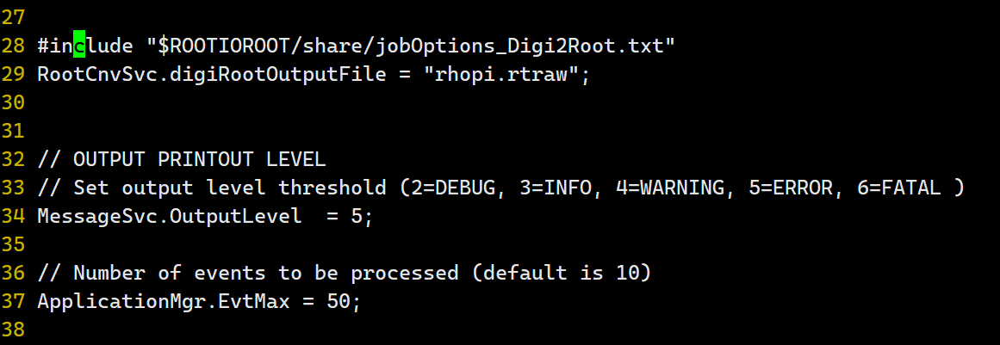 27
28 #include "$ROOTIOROOT/share/jobOptions_Digi2Root.txt"
29 RootCnvSvc.digiRootOutputFile = "rhopi.rtraw";
30
31
32 // OUTPUT PRINTOUT LEVEL
33 // Set output level threshold (2=DEBUG, 3=INFO, 4=WARNING, 5=ERROR, 6=FATAL )
34 MessageSvc.OutputLevel  = 5;
35
36 // Number of events to be processed (default is 10)
37 ApplicationMgr.EvtMax = 50;
38